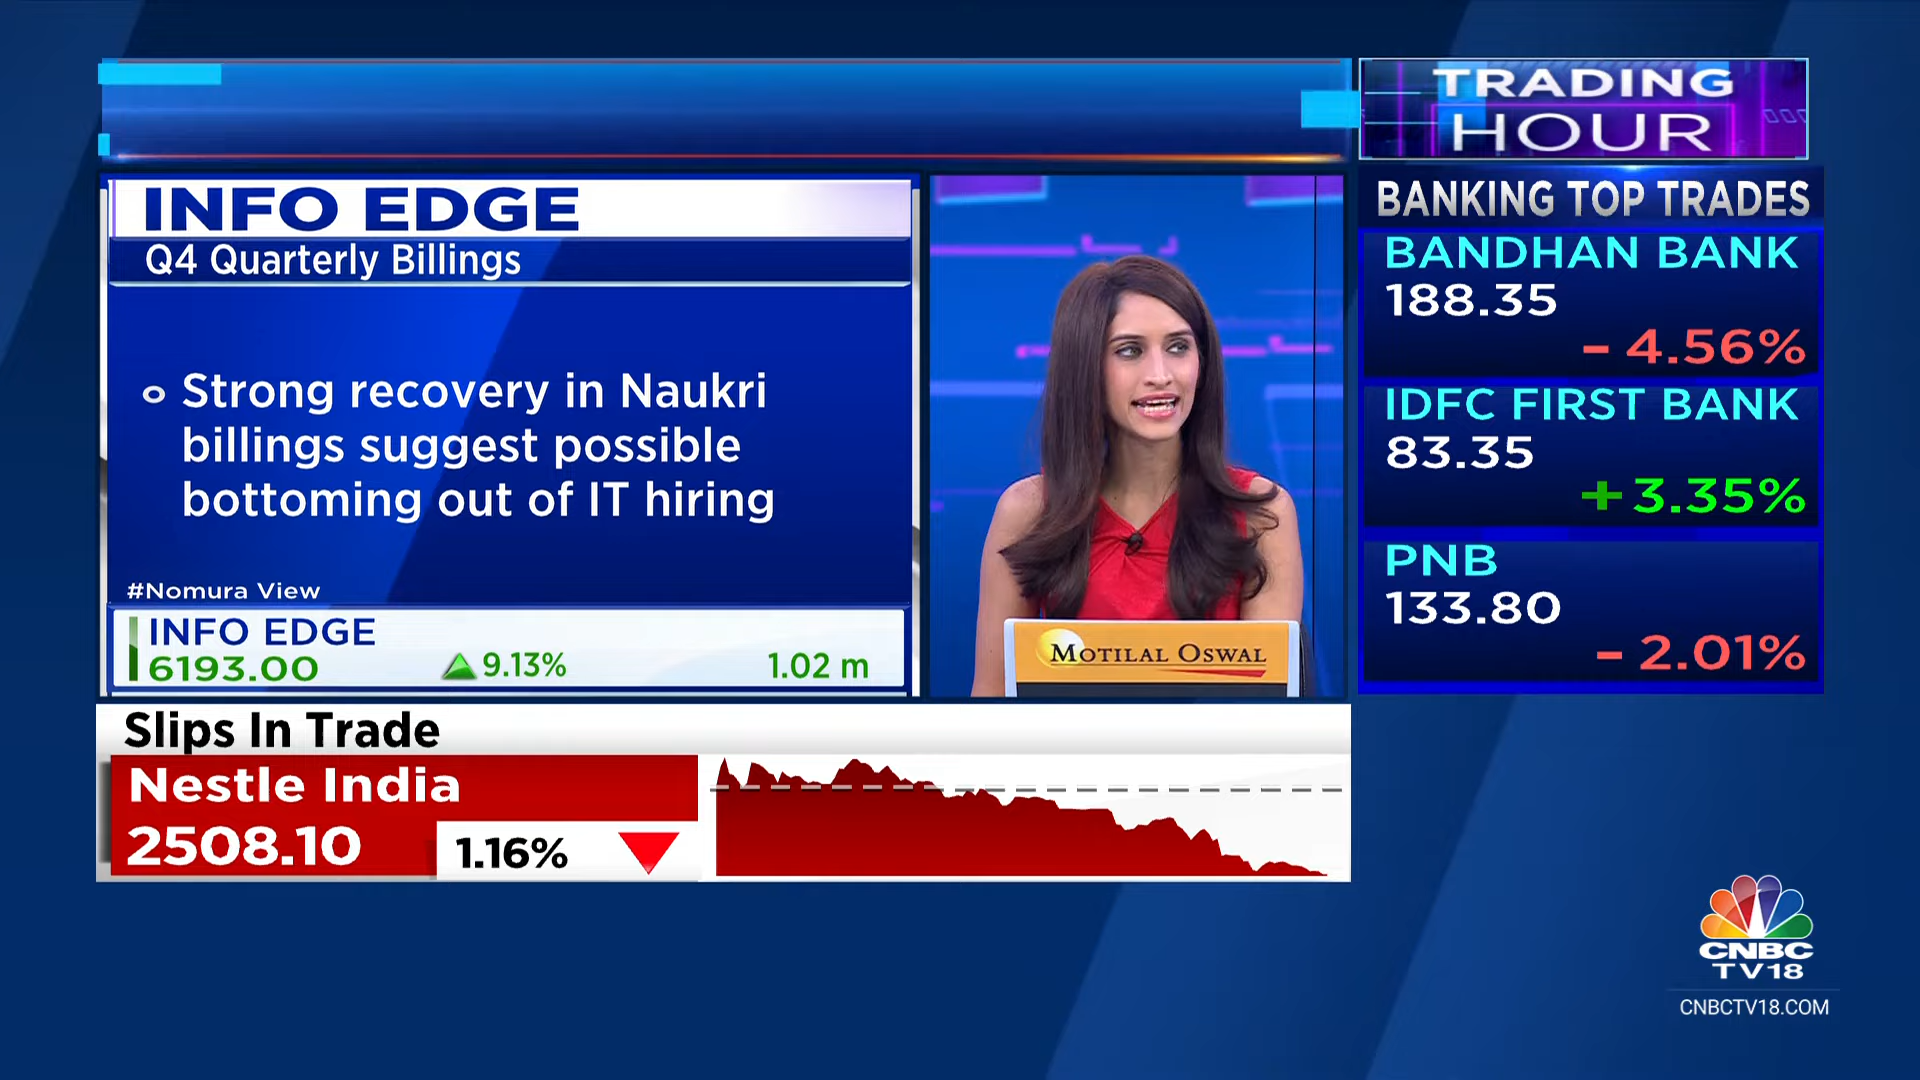 TRADING
HOUR
INFO EDGE
Q4 Quarterly Billings
o Strong recovery in Naukri
billings suggest possible
bottoming out of IT hiring
#Nomura View
INFO EDGE
6193.00 9.13% 1.02 m
MOTILAL OSWAL
BANKING TOP TRADES
BANDHAN BANK
188.35
- 4.56%
IDFC FIRST BANK
83.35
+ 3.35%
PNB
133.80
- 2.01%
Slips In Trade
Nestle India
2508.10 1.16%
CNBC
TV18
CNBCTV18.COM